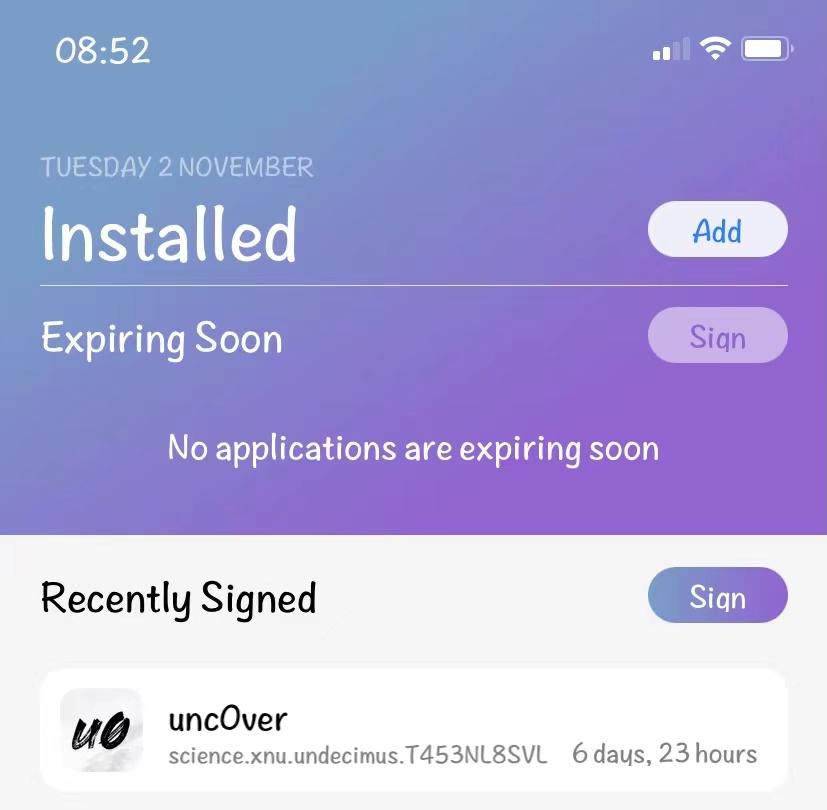 08:52
TUESDAY 2 NOVEMBER
Installed
Add
Expiring Soon
Sign
No applications are expiring soon
Recently Signed
Sign
u0
unc0ver
science.xnu.undecimus.T453NL8SVL 6 days, 23 hours